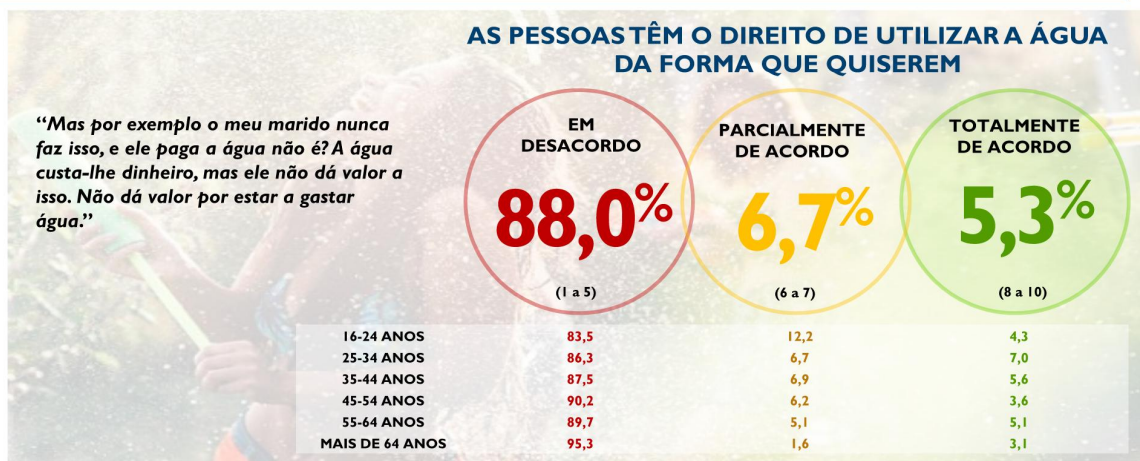 AS PESSOAS TÊM O DIREITO DE UTILIZAR A ÁGUA
DA FORMA QUE QUISEREM
“Mas por exemplo o meu marido nunca
faz isso, e ele paga a água não é? A água
custa-lhe dinheiro, mas ele não dá valor a
isso. Não dá valor por estar a gastar
água.”
EM
DESACORDO
88,0%
(1 a 5)
PARCIALMENTE
DE ACORDO
6,7%
(6 a 7)
TOTALMENTE
DE ACORDO
5,3%
(8 a 10)
16-24 ANOS 83,5 12,2 4,3
25-34 ANOS 86,3 6,7 7,0
35-44 ANOS 87,5 6,9 5,6
45-54 ANOS 90,2 6,2 3,6
55-64 ANOS 89,7 5,1 5,1
MAIS DE 64 ANOS 95,3 1,6 3,1